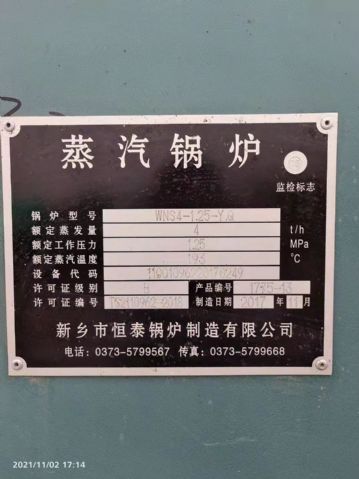 蒸汽锅炉
监检标志
锅炉型号 WNS4-1.25-Y.Q
额定蒸发量 4 t/h
额定工作压力 1.25 MPa
额定蒸汽温度 193 °C
设备代码
许可证级别 B 产品编号
许可证编号 制造日期 2017 年 11 月
新乡市恒泰锅炉制造有限公司
电话：0373-5799567 传真：0373-5799668
2021/11/02 17:14